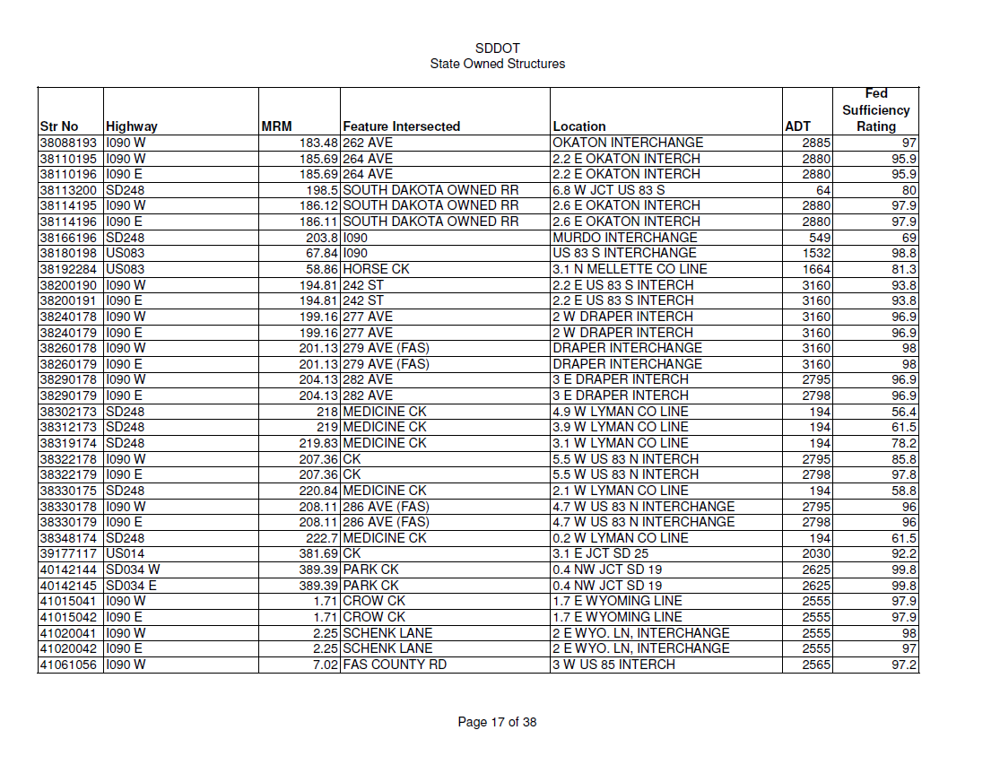 SDDOT
State Owned Structures
Fed
Sufficiency
Str No Highway MRM Feature Intersected Location ADT Rating
38088193 I090 W 183.48 262 AVE OKATON INTERCHANGE 2885 97
38110195 I090 W 185.69 264 AVE 2.2 E OKATON INTERCH 2880 95.9
38110196 I090 E 185.69 264 AVE 2.2 E OKATON INTERCH 2880 95.9
38113200 SD248 198.5 SOUTH DAKOTA OWNED RR 6.8 W JCT US 83 S 64 80
38114195 I090 W 186.12 SOUTH DAKOTA OWNED RR 2.6 E OKATON INTERCH 2880 97.9
38114196 I090 E 186.11 SOUTH DAKOTA OWNED RR 2.6 E OKATON INTERCH 2880 97.9
38166196 SD248 203.8 I090 MURDO INTERCHANGE 549 69
38180198 US083 67.84 I090 US 83 S INTERCHANGE 1532 98.8
38192284 US083 58.86 HORSE CK 3.1 N MELLETTE CO LINE 1664 81.3
38200190 I090 W 194.81 242 ST 2.2 E US 83 S INTERCH 3160 93.8
38200191 I090 E 194.81 242 ST 2.2 E US 83 S INTERCH 3160 93.8
38240178 I090 W 199.16 277 AVE 2 W DRAPER INTERCH 3160 96.9
38240179 I090 E 199.16 277 AVE 2 W DRAPER INTERCH 3160 96.9
38260178 I090 W 201.13 279 AVE (FAS) DRAPER INTERCHANGE 3160 98
38260179 I090 E 201.13 279 AVE (FAS) DRAPER INTERCHANGE 3160 98
38290178 I090 W 204.13 282 AVE 3 E DRAPER INTERCH 2795 96.9
38290179 I090 E 204.13 282 AVE 3 E DRAPER INTERCH 2798 96.9
38302173 SD248 218 MEDICINE CK 4.9 W LYMAN CO LINE 194 56.4
38312173 SD248 219 MEDICINE CK 3.9 W LYMAN CO LINE 194 61.5
38319174 SD248 219.83 MEDICINE CK 3.1 W LYMAN CO LINE 194 78.2
38322178 I090 W 207.36 CK 5.5 W US 83 N INTERCH 2795 85.8
38322179 I090 E 207.36 CK 5.5 W US 83 N INTERCH 2798 97.8
38330175 SD248 220.84 MEDICINE CK 2.1 W LYMAN CO LINE 194 58.8
38330178 I090 W 208.11 286 AVE (FAS) 4.7 W US 83 N INTERCHANGE 2795 96
38330179 I090 E 208.11 286 AVE (FAS) 4.7 W US 83 N INTERCHANGE 2798 96
38348174 SD248 222.7 MEDICINE CK 0.2 W LYMAN CO LINE 194 61.5
39177117 US014 381.69 CK 3.1 E JCT SD 25 2030 92.2
40142144 SD034 W 389.39 PARK CK 0.4 NW JCT SD 19 2625 99.8
40142145 SD034 E 389.39 PARK CK 0.4 NW JCT SD 19 2625 99.8
41015041 I090 W 1.71 CROW CK 1.7 E WYOMING LINE 2555 97.9
41015042 I090 E 1.71 CROW CK 1.7 E WYOMING LINE 2555 97.9
41020041 I090 W 2.25 SCHENK LANE 2 E WYO. LN, INTERCHANGE 2555 98
41020042 I090 E 2.25 SCHENK LANE 2 E WYO. LN, INTERCHANGE 2555 97
41061056 I090 W 7.02 FAS COUNTY RD 3 W US 85 INTERCH 2565 97.2
Page 17 of 38